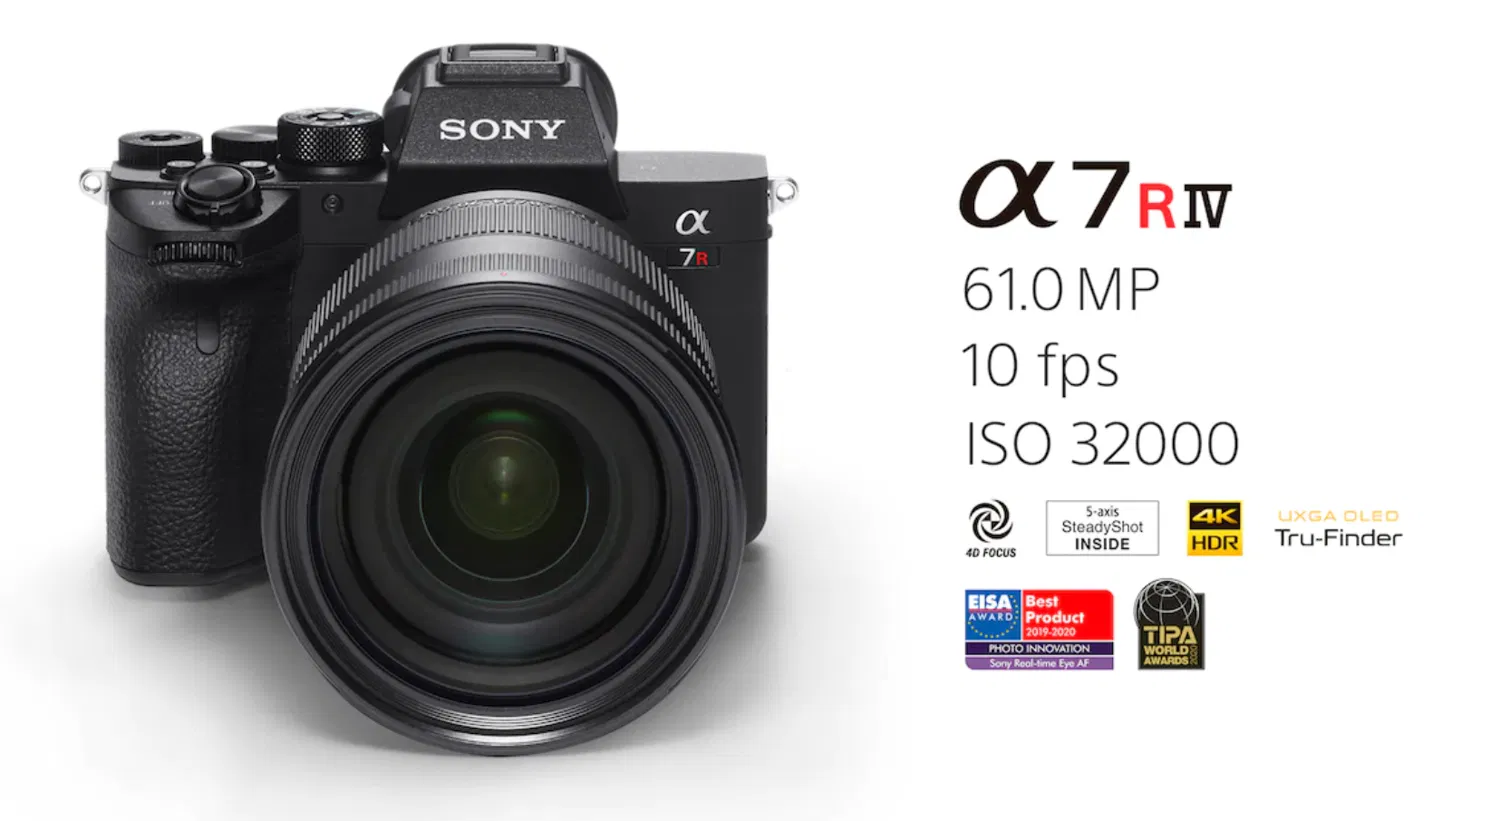 SONY
α
7R
α7RIV
61.0 MP
10 fps
ISO 32000
4D FOCUS
5-axis
SteadyShot
INSIDE
4K
HDR
UXGA OLED
Tru-Finder
EISA
AWARD
Best
Product
2019-2020
PHOTO INNOVATION
Sony Real-time Eye AF
TIPA
WORLD
AWARDS
2020